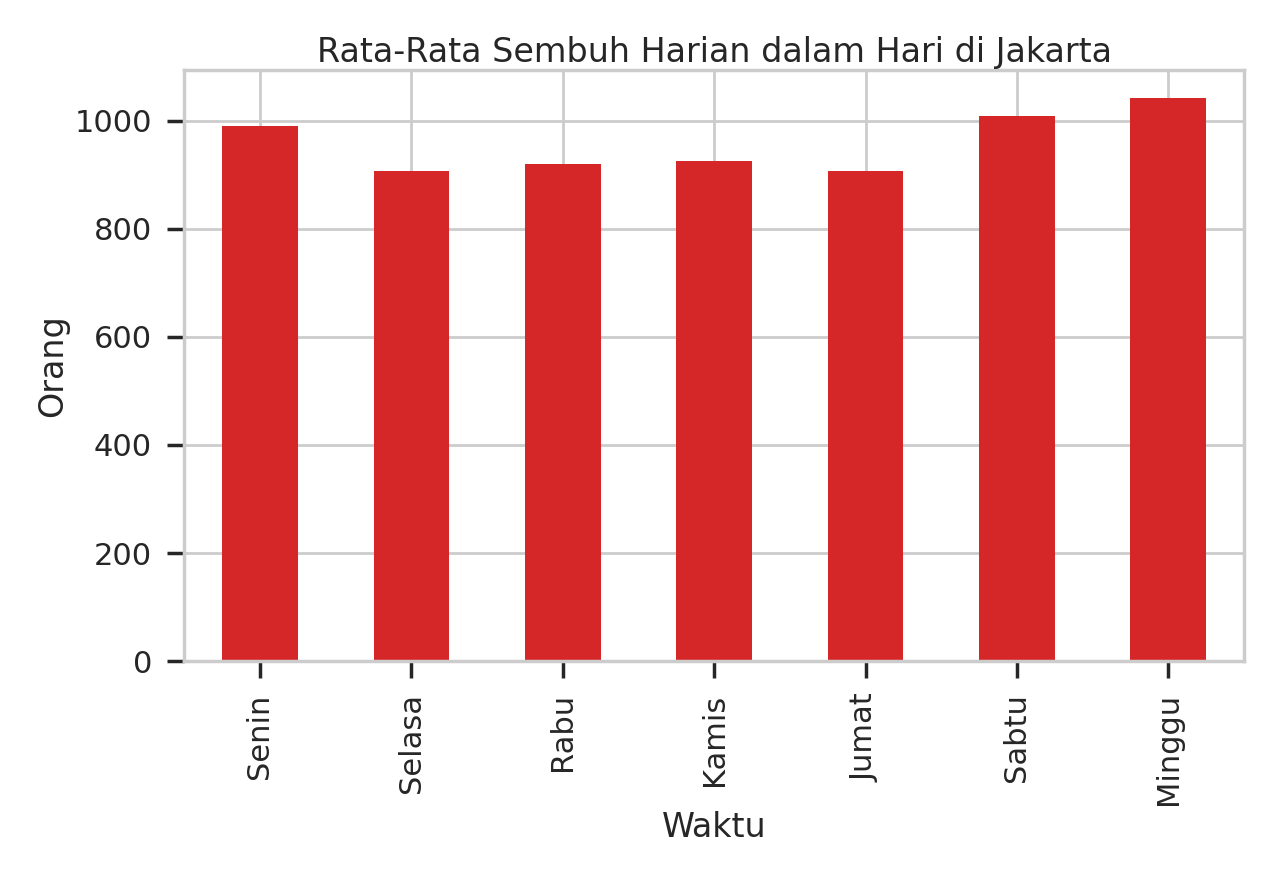 Rata-Rata Sembuh Harian dalam Hari di Jakarta
1000
800
600
400
200
0
Orang
Senin
Selasa
Rabu
Kamis
Jumat
Sabtu
Minggu
Waktu